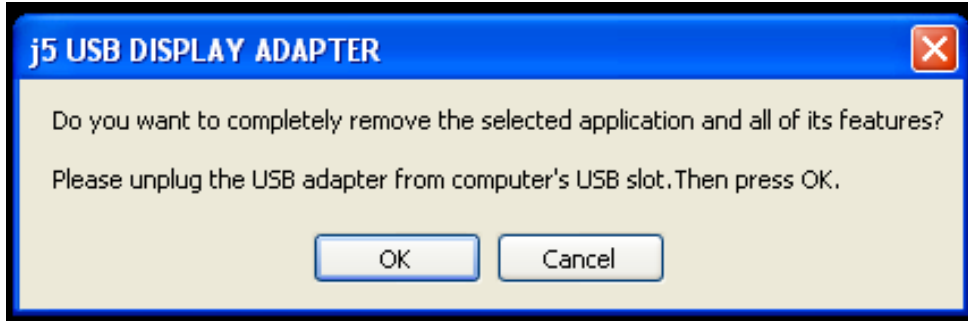 j5 USB DISPLAY ADAPTER
Do you want to completely remove the selected application and all of its features?
Please unplug the USB adapter from computer's USB slot.Then press OK.
OK Cancel